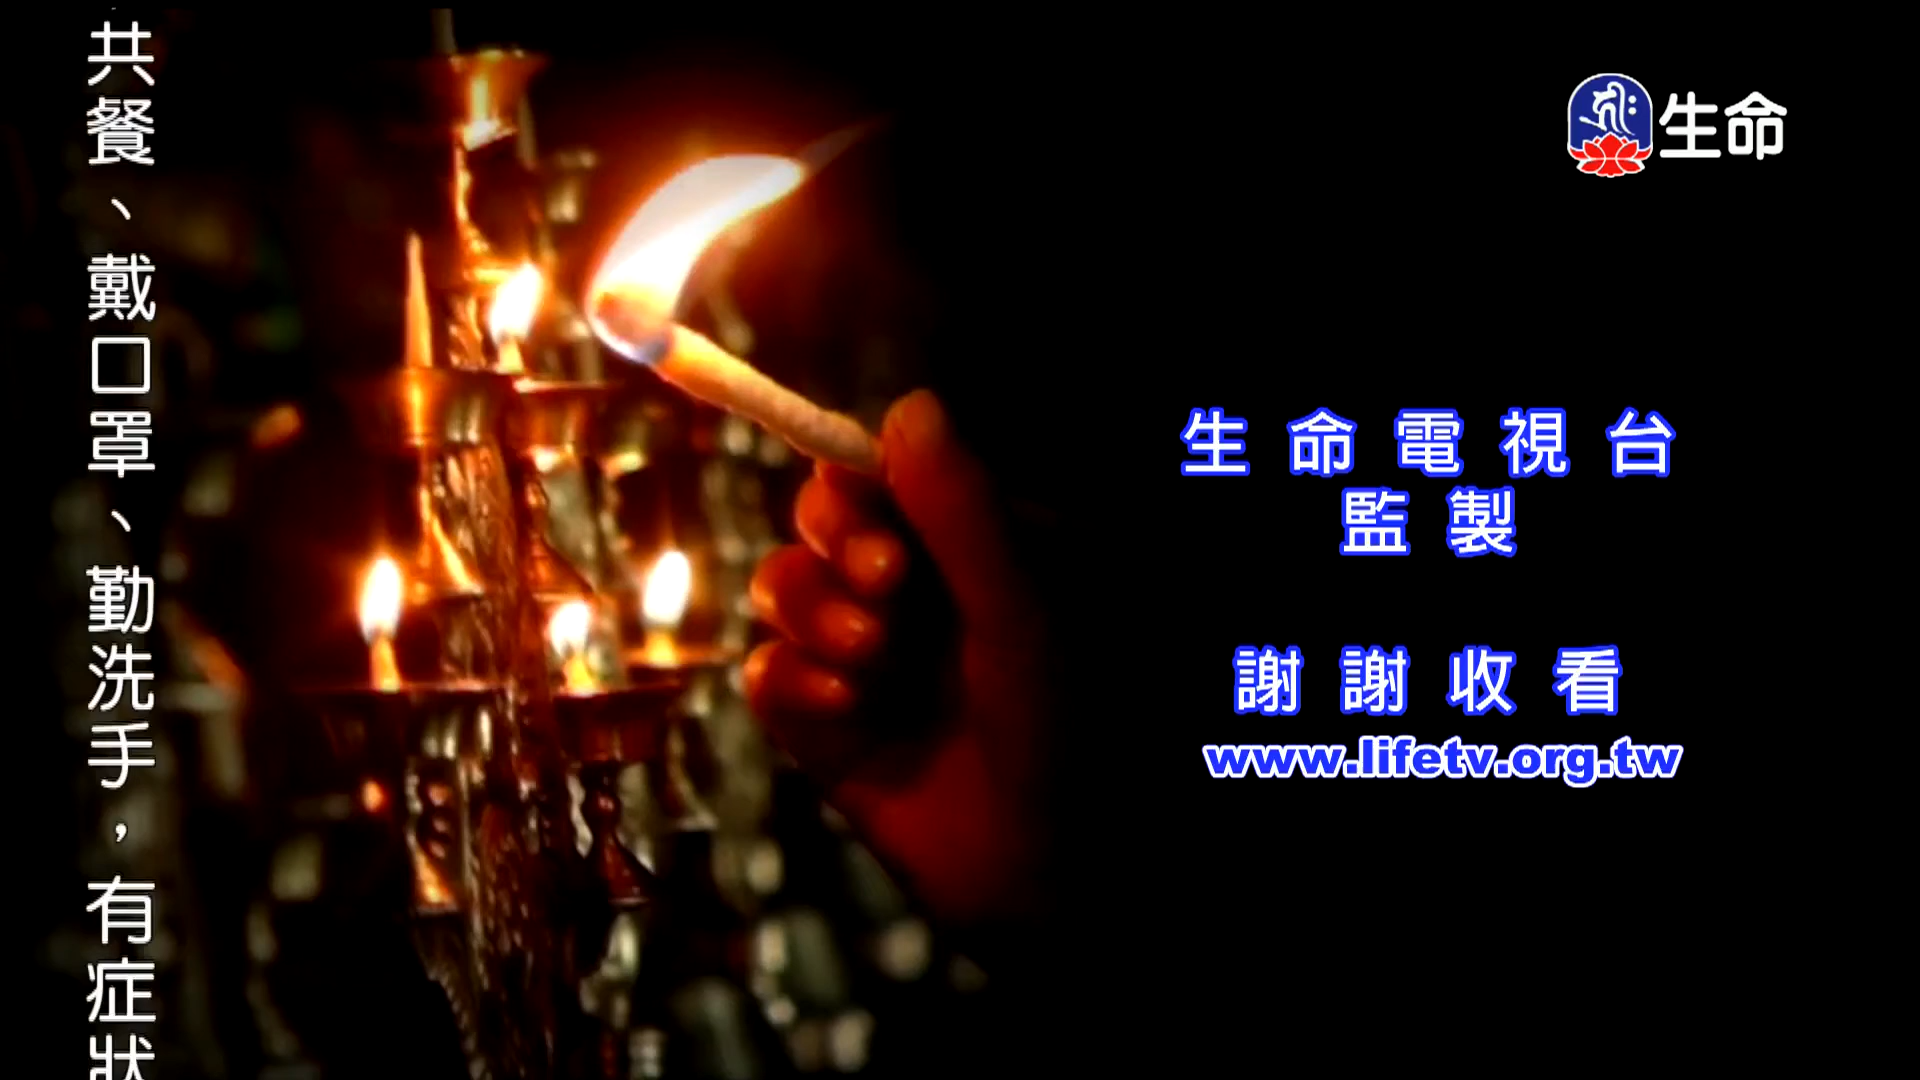 共餐、戴口罩、勤洗手，有症狀
生命
生命電視台
監製
謝謝收看
www.lifetv.org.tw